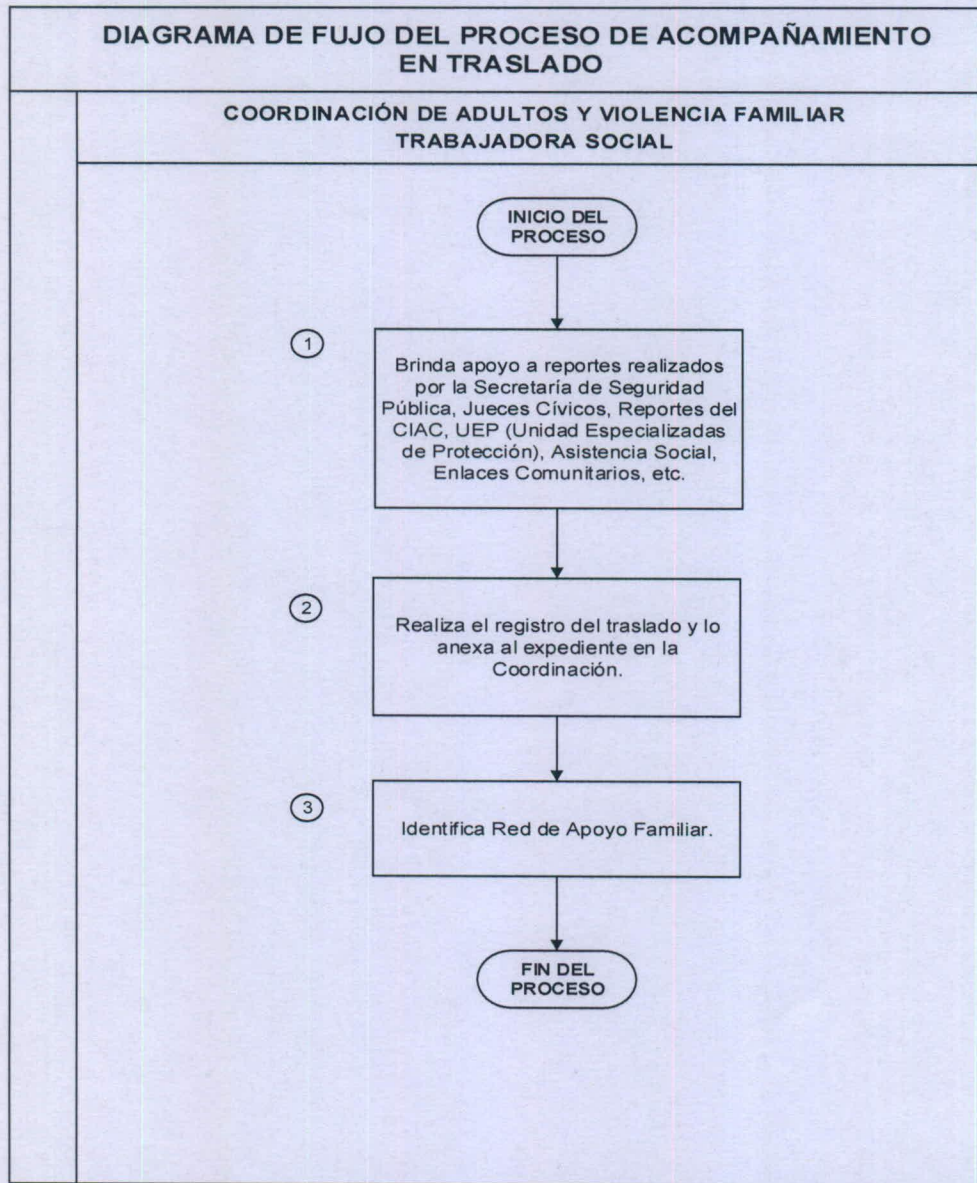 DIAGRAMA DE FUJO DEL PROCESO DE ACOMPAÑAMIENTO
EN TRASLADO
COORDINACIÓN DE ADULTOS Y VIOLENCIA FAMILIAR
TRABAJADORA SOCIAL
INICIO DEL
PROCESO
1
Brinda apoyo a reportes realizados
por la Secretaría de Seguridad
Pública, Jueces Cívicos, Reportes del
CIAC, UEP (Unidad Especializadas
de Protección), Asistencia Social,
Enlaces Comunitarios, etc.
2
Realiza el registro del traslado y lo
anexa al expediente en la
Coordinación.
3
Identifica Red de Apoyo Familiar.
FIN DEL
PROCESO